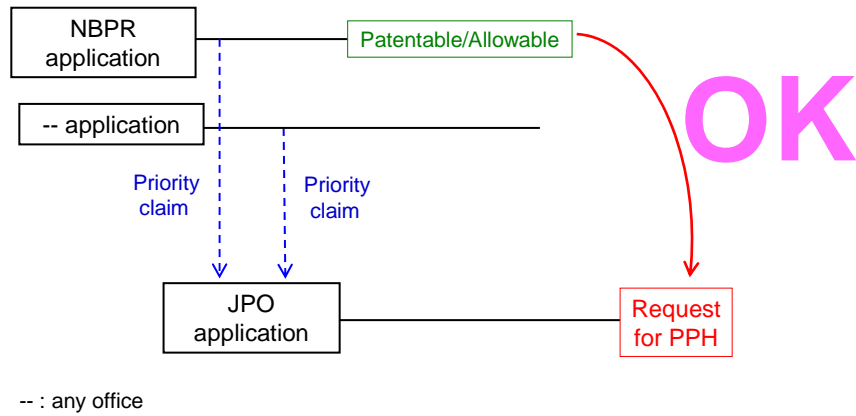 NBPR
application
Patentable/Allowable
OK
-- application
Priority
claim
Priority
claim
JPO
application
Request
for PPH
-- : any office